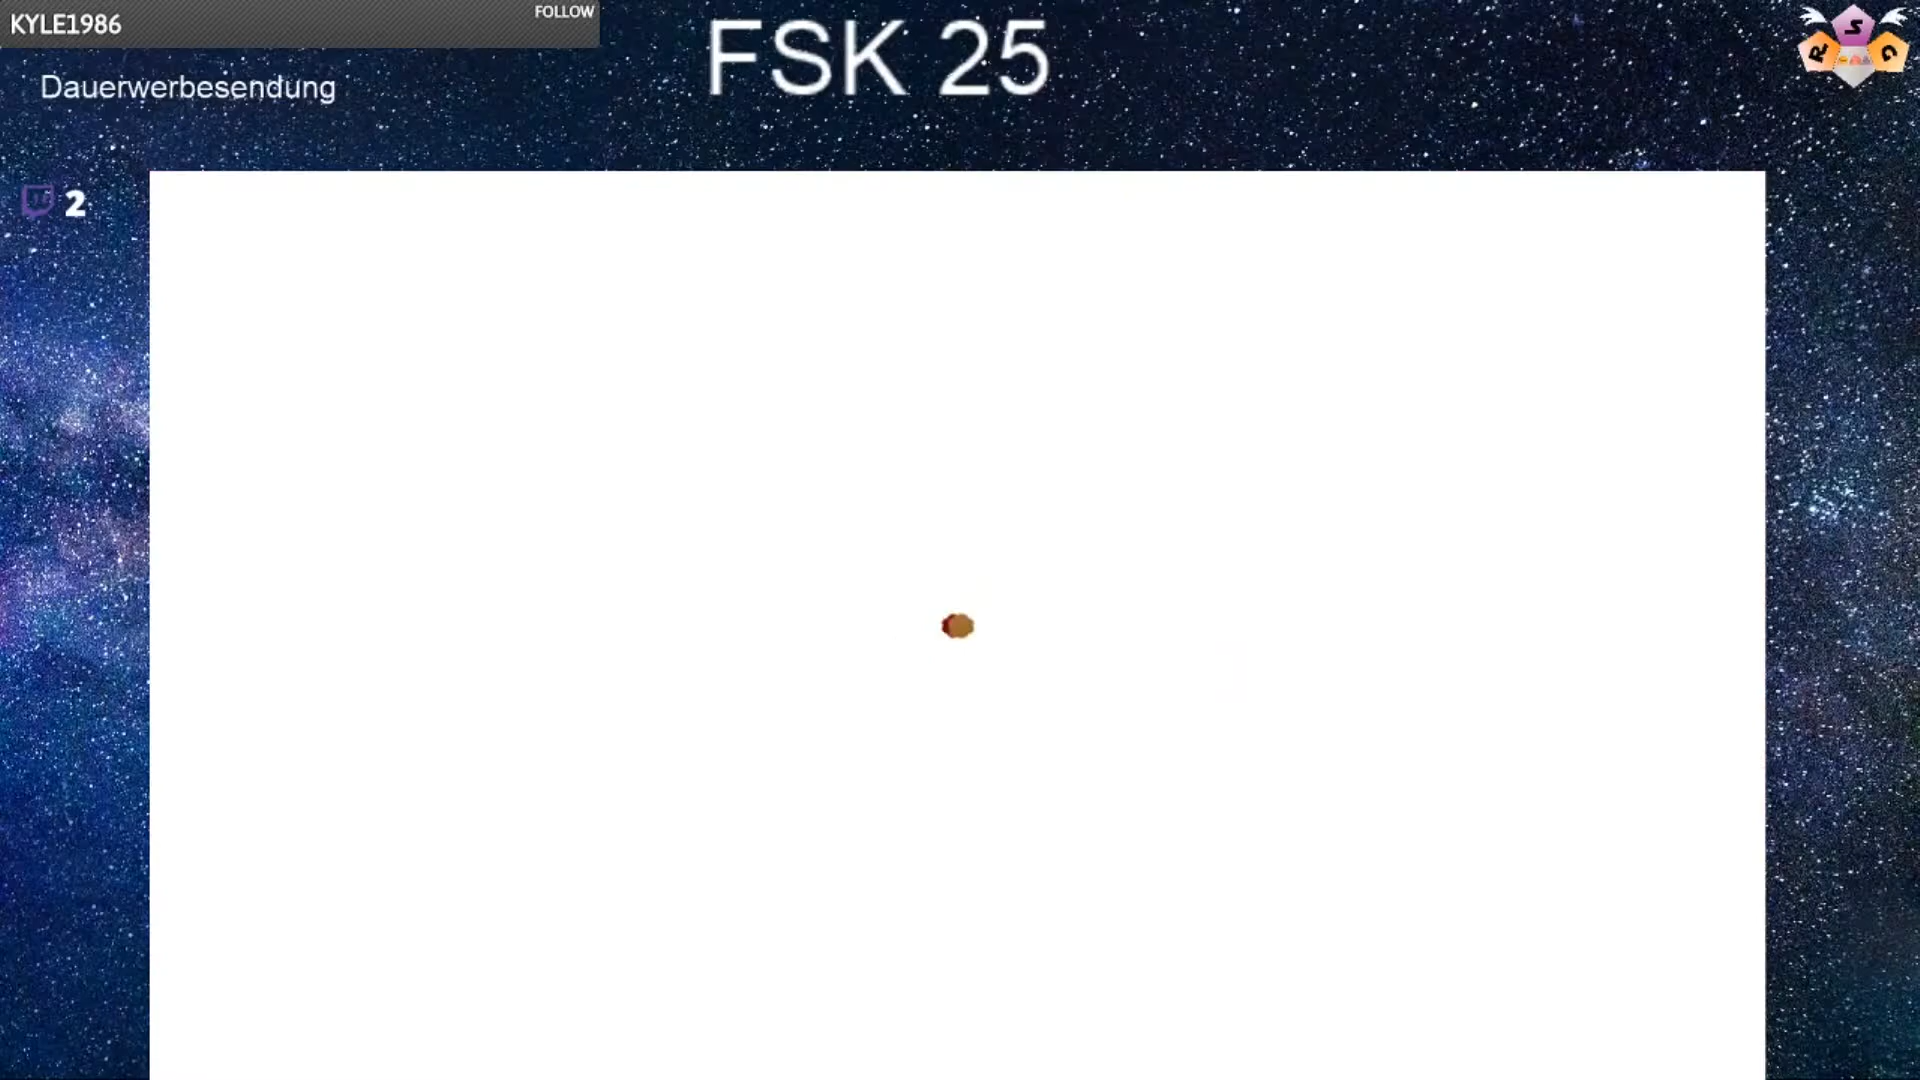 KYLE1986
FOLLOW
FSK 25
Dauerwerbesendung
2
R S G